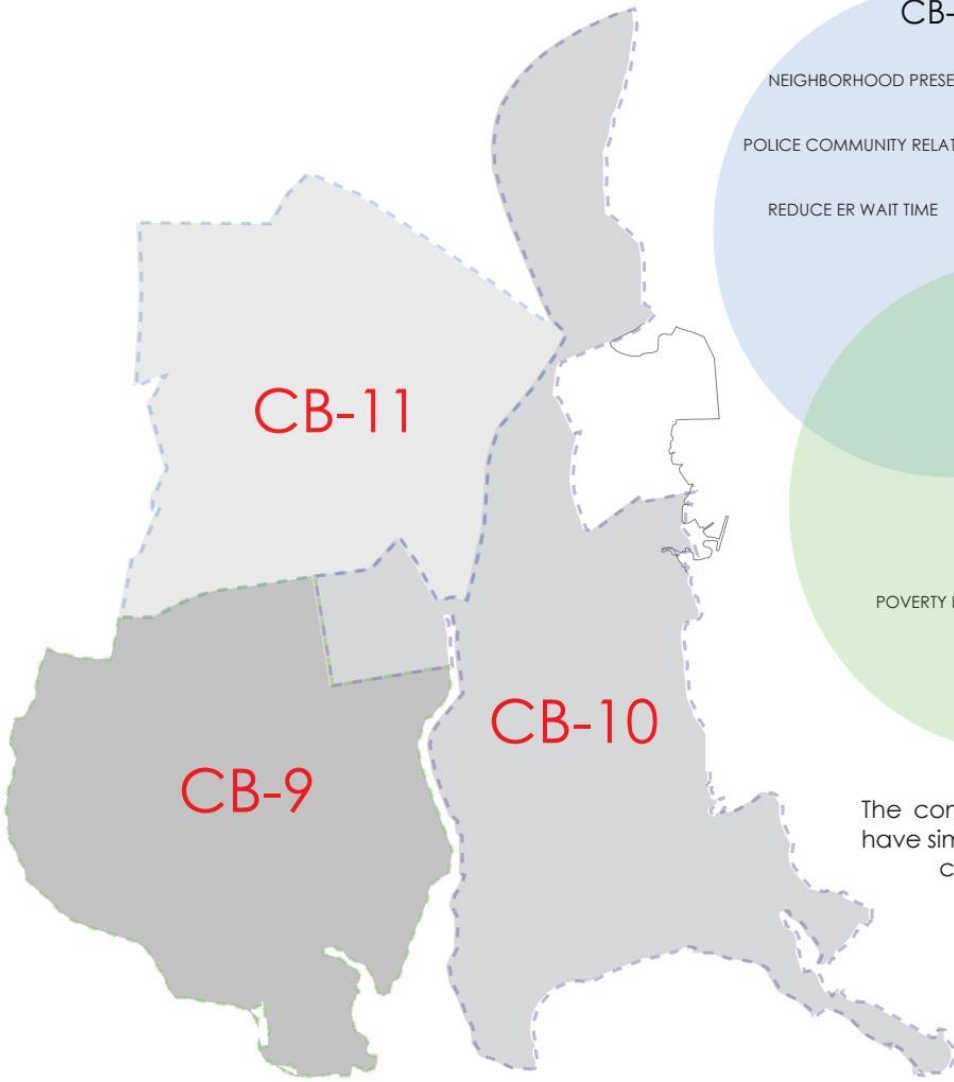 CB-
NEIGHBORHOOD PRESE
POLICE COMMUNITY RELAT
REDUCE ER WAIT TIME
CB-11
POVERTY
CB-10
CB-9
The con
have sim
c